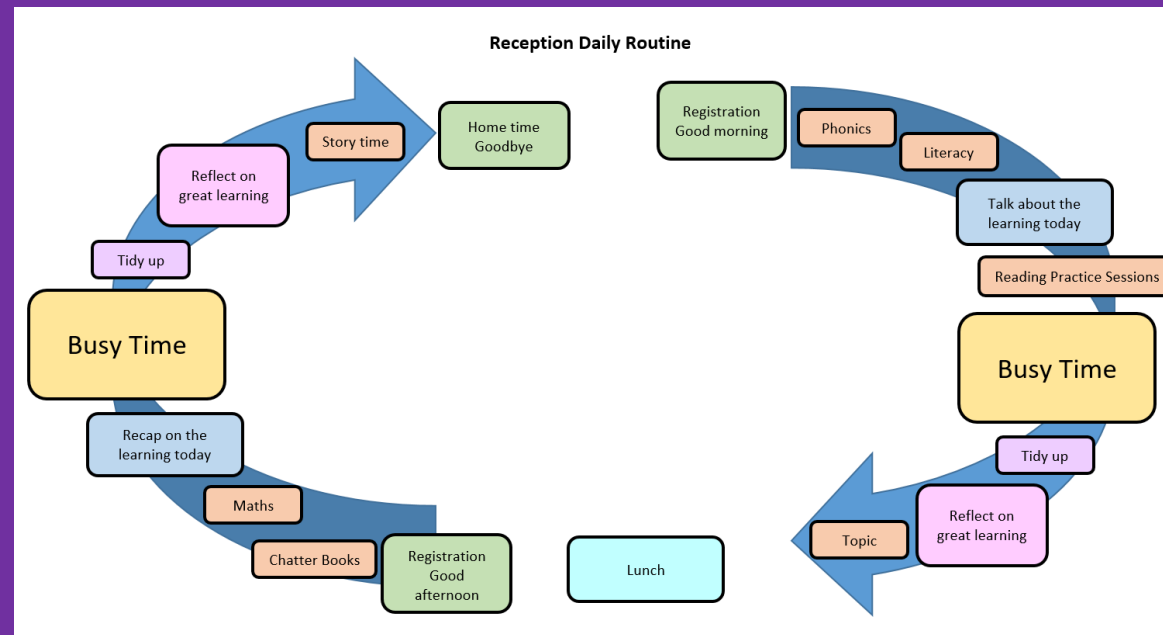 Reception Daily Routine
Registration
Good morning
Phonics
Literacy
Talk about the
learning today
Reading Practice Sessions
Busy Time
Tidy up
Reflect on
great learning
Topic
Lunch
Registration
Good
afternoon
Chatter Books
Maths
Recap on the
learning today
Busy Time
Tidy up
Reflect on
great learning
Story time
Home time
Goodbye